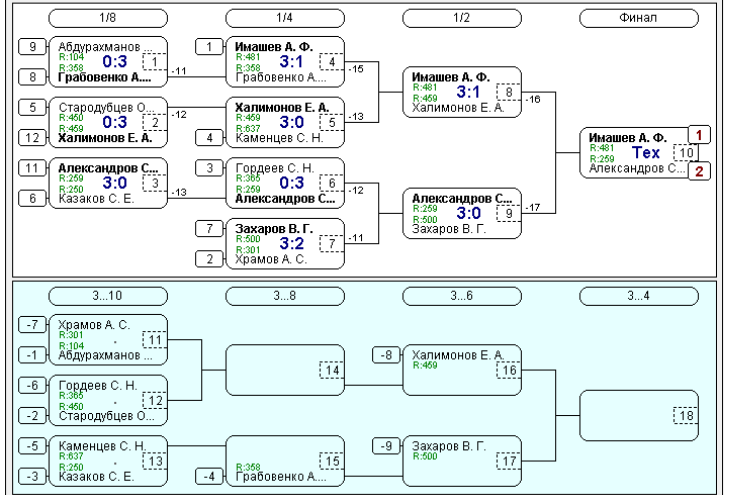 1/8
1/4
1/2
Финал
9
Абдурахманов ...
R:104
0:3
1
R:358
8
Грабовенко А....
-11
5
Стародубцев О...
R:450
0:3
2
R:459
12
Халимонов Е. А.
-12
11
Александров С...
R:259
3:0
3
R:250
6
Казаков С. Е.
-13
1
Имашев А. Ф.
R:481
3:1
4
R:358
Грабовенко А....
-15
Халимонов Е. А.
R:459
3:0
5
R:637
4
Каменцев С. Н.
-13
3
Гордеев С. Н.
R:365
0:3
6
R:259
Александров С...
-12
7
Захаров В. Г.
R:500
3:2
7
R:301
2
Храмов А. С.
-11
Имашев А. Ф.
R:481
3:1
8
R:459
Халимонов Е. А.
-16
Александров С...
R:259
3:0
9
R:500
Захаров В. Г.
-17
Имашев А. Ф.
1
R:481
Тех
10
R:259
Александров С...
2
3...10
3...8
3...6
3...4
-7
Храмов А. С.
R:301
.
11
R:104
-1
Абдурахманов ...
-6
Гордеев С. Н.
R:365
.
12
R:450
-2
Стародубцев О...
-5
Каменцев С. Н.
R:637
.
13
R:250
-3
Казаков С. Е.
14
R:358
15
-4
Грабовенко А....
-8
Халимонов Е. А.
R:459
16
-9
Захаров В. Г.
R:500
17
18